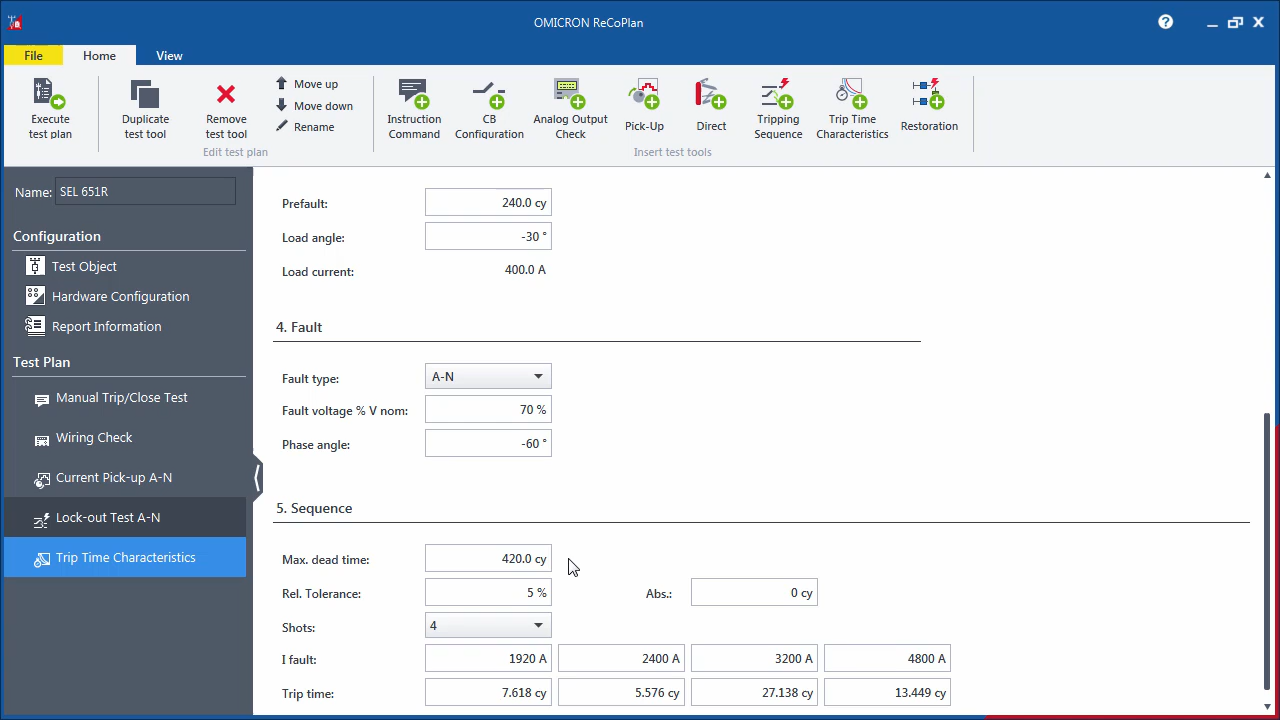 OMICRON ReCoPlan
File Home View
Execute test plan
Duplicate test tool
Remove test tool
Move up
Move down
Rename
Edit test plan
Instruction Command
CB Configuration
Analog Output Check
Pick-Up
Direct
Tripping Sequence
Trip Time Characteristics
Restoration
Insert test tools
Name: SEL 651R
Configuration
Test Object
Hardware Configuration
Report Information
Test Plan
Manual Trip/Close Test
Wiring Check
Current Pick-up A-N
Lock-out Test A-N
Trip Time Characteristics
Prefault: 240.0 cy
Load angle: -30 °
Load current: 400.0 A
4. Fault
Fault type: A-N
Fault voltage % V nom: 70 %
Phase angle: -60 °
5. Sequence
Max. dead time: 420.0 cy
Rel. Tolerance: 5 % Abs.: 0 cy
Shots: 4
I fault: 1920 A 2400 A 3200 A 4800 A
Trip time: 7.618 cy 5.576 cy 27.138 cy 13.449 cy